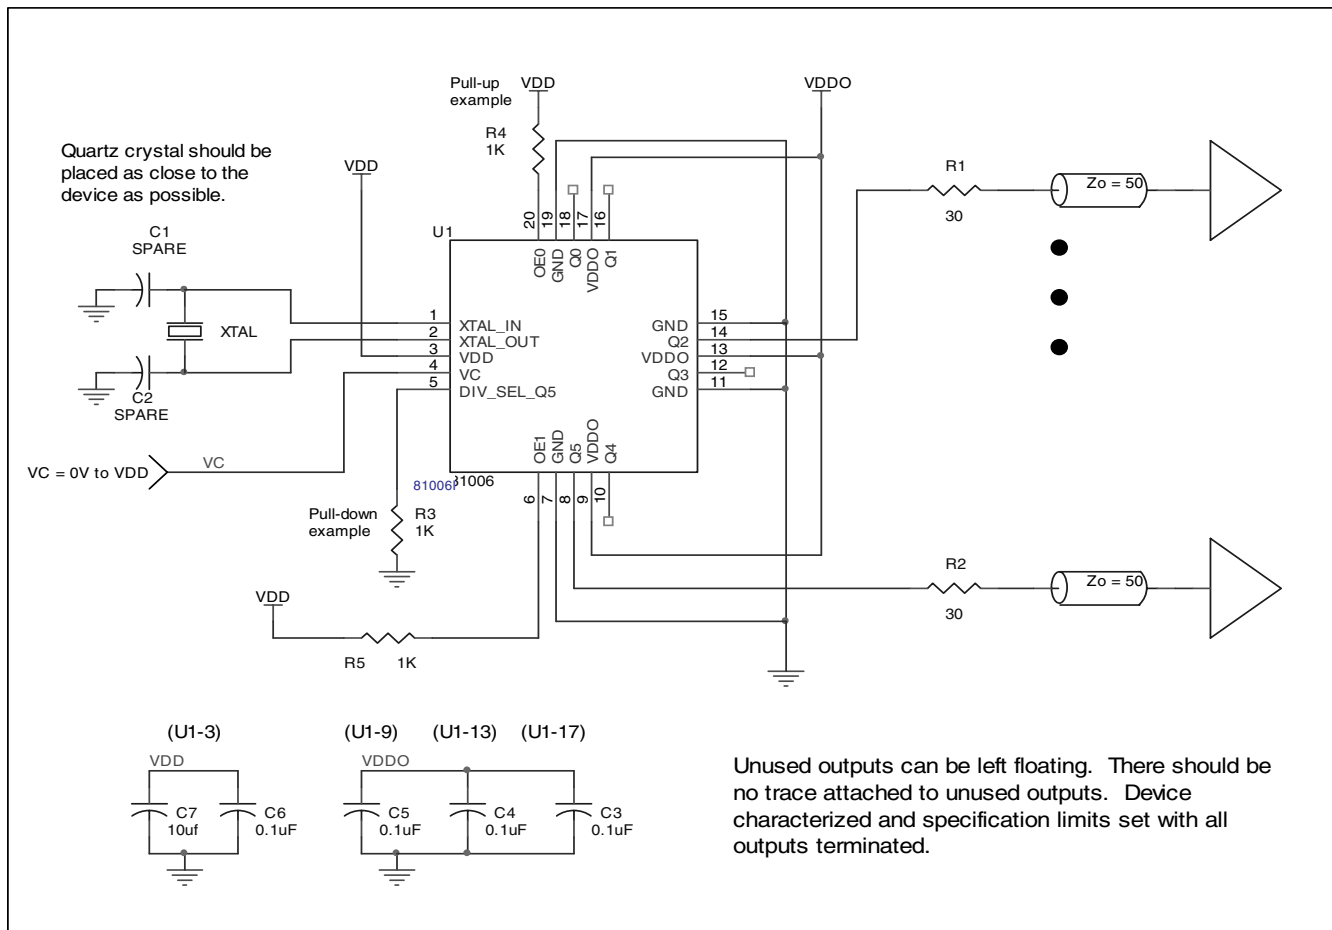 Pull-up
example
VDD
VDDO
R4
1K
Quartz crystal should be
placed as close to the
device as possible.
VDD
R1
30
Zo = 50
C1
SPARE
U1
20
19
18
17
16
OE0
GND
Q0
VDDO
Q1
XTAL
1
2
3
4
5
XTAL_IN
XTAL_OUT
VDD
VC
DIV_SEL_Q5
GND
Q2
VDDO
Q3
GND
15
14
13
12
11
C2
SPARE
OE1
GND
Q5
VDDO
Q4
6
7
8
9
10
VC = 0V to VDD
VC
81006I
81006
Pull-down
example
R3
1K
R2
30
Zo = 50
VDD
R5 1K
(U1-3)
VDD
C7
10uf
C6
0.1uF
(U1-9) (U1-13) (U1-17)
VDDO
C5
0.1uF
C4
0.1uF
C3
0.1uF
Unused outputs can be left floating. There should be
no trace attached to unused outputs. Device
characterized and specification limits set with all
outputs terminated.